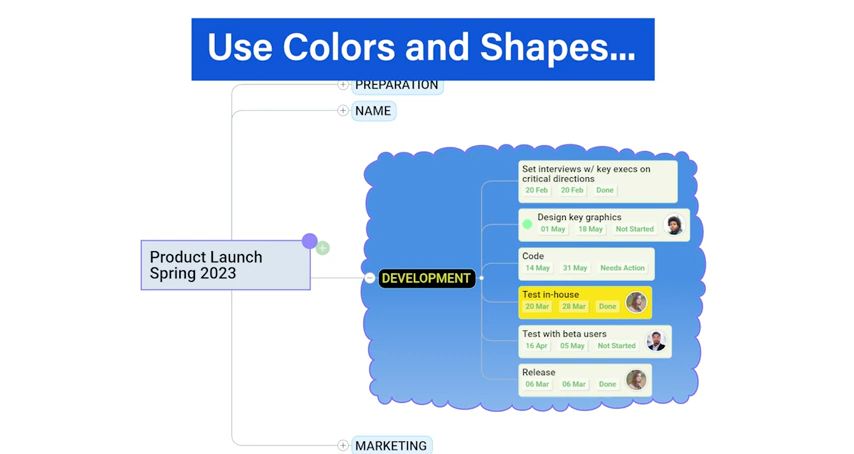 Use Colors and Shapes...
PREPARATION
NAME
Product Launch
Spring 2023
DEVELOPMENT
Set interviews w/ key execs on
critical directions
20 Feb 20 Feb Done
Design key graphics
01 May 18 May Not Started
Code
14 May 31 May Needs Action
Test in-house
20 Mar 28 Mar Done
Test with beta users
16 Apr 05 May Not Started
Release
06 Mar 06 Mar Done
MARKETING